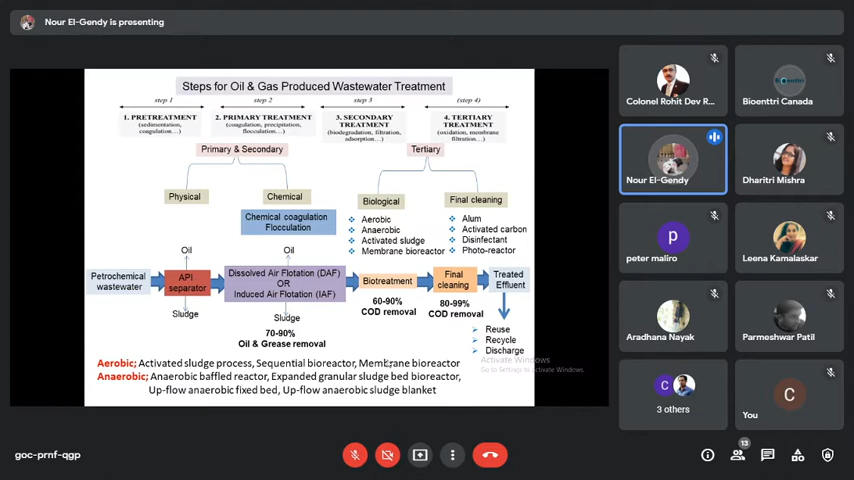 Nour El-Gendy is presenting
Steps for Oil & Gas Produced Wastewater Treatment
step 1
step 2
step 3
(step 4)
1. PRETREATMENT
(sedimentation,
coagulation…)
2. PRIMARY TREATMENT
(coagulation, precipitation,
flocculation…)
3. SECONDARY
TREATMENT
(biodegradation, filtration,
adsorption…)
4. TERTIARY
TREATMENT
(oxidation, membrane
filtration…)
Primary & Secondary
Tertiary
Physical
Chemical
Biological
Final cleaning
Chemical coagulation
Flocculation
Aerobic
Anaerobic
Activated sludge
Membrane bioreactor
Alum
Activated carbon
Disinfectant
Photo-reactor
Oil
Oil
Petrochemical
wastewater
API
separator
Dissolved Air Flotation (DAF)
OR
Induced Air Flotation (IAF)
Biotreatment
Final
cleaning
Treated
Effluent
Sludge
Sludge
70-90%
Oil & Grease removal
60-90%
COD removal
80-99%
COD removal
Reuse
Recycle
Discharge
Aerobic; Activated sludge process, Sequential bioreactor, Membrane bioreactor
Anaerobic; Anaerobic baffled reactor, Expanded granular sludge bed bioreactor,
Up-flow anaerobic fixed bed, Up-flow anaerobic sludge blanket
Activate Windows
Go to Settings to Activate Windows.
Colonel Rohit Dev R...
Bioenttri Canada
Bioenttri
Nour El-Gendy
Dharitri Mishra
p
peter maliro
Leena Kamalaskar
Aradhana Nayak
Parmeshwar Patil
C
3 others
C
You
goc-prnf-qgp
13